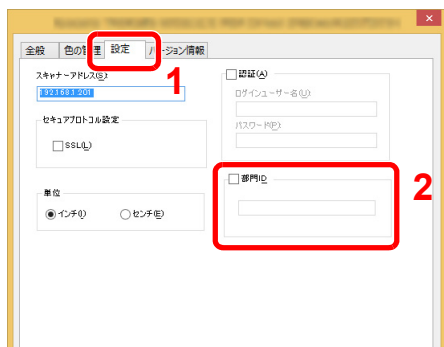 ×
全般 色の管理 設定 バージョン情報
1
スキャナーアドレス(S):
192.168.1.201
セキュアプロトコル設定
SSL(L)
単位
インチ(I) センチ(E)
認証(A)
ログインユーザー名(U):
パスワード(P):
部門ID
2